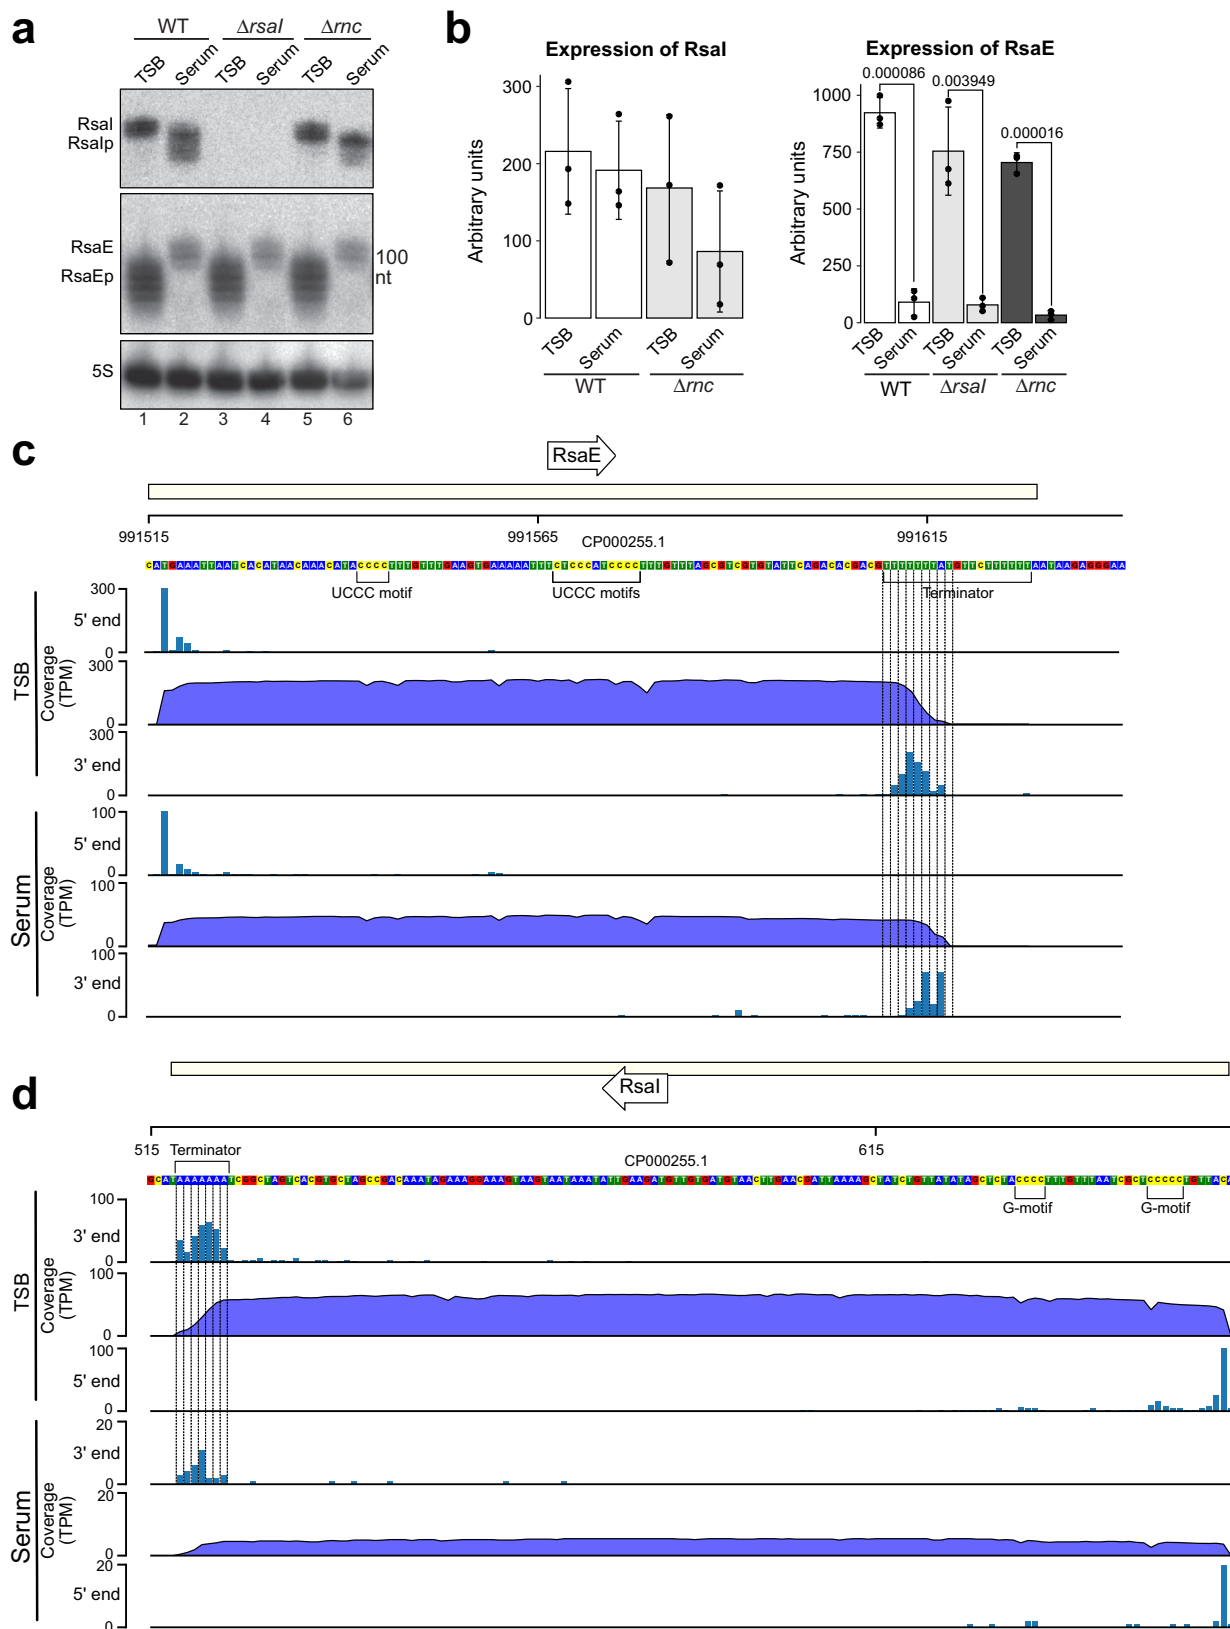 a
WT ΔrsaI Δrnc
TSB Serum TSB Serum TSB Serum
RsaI
RsaIp
RsaE
RsaEp
100
nt
5S
1 2 3 4 5 6
b
Expression of RsaI
Arbitrary units
300
200
100
0
TSB Serum TSB Serum
WT Δrnc
Expression of RsaE
0.000086
0.003949
0.000016
Arbitrary units
1000
750
500
250
0
TSB Serum TSB Serum TSB Serum
WT ΔrsaI Δrnc
c
RsaE
991515 991565 991615
CP000255.1
UCCC motif UCCC motifs Terminator
TSB
300
5' end
0
300
Coverage
(TPM)
0
300
3' end
0
Serum
100
5' end
0
100
Coverage
(TPM)
0
100
3' end
0
d
RsaI
515 615
Terminator
CP000255.1
G-motif G-motif
TSB
100
3' end
0
100
Coverage
(TPM)
0
100
5' end
0
Serum
20
3' end
0
20
Coverage
(TPM)
0
20
5' end
0